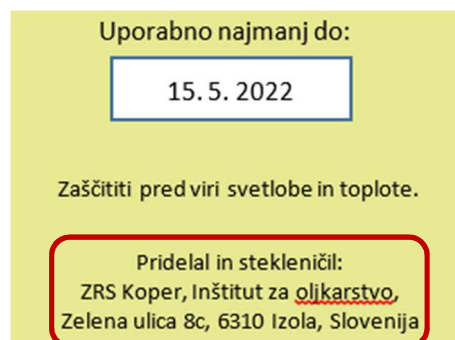 Uporabno najmanj do:
15. 5. 2022
Zaščititi pred viri svetlobe in toplote.
Pridelal in stekleničil:
ZRS Koper, Inštitut za oljkarstvo,
Zelena ulica 8c, 6310 Izola, Slovenija